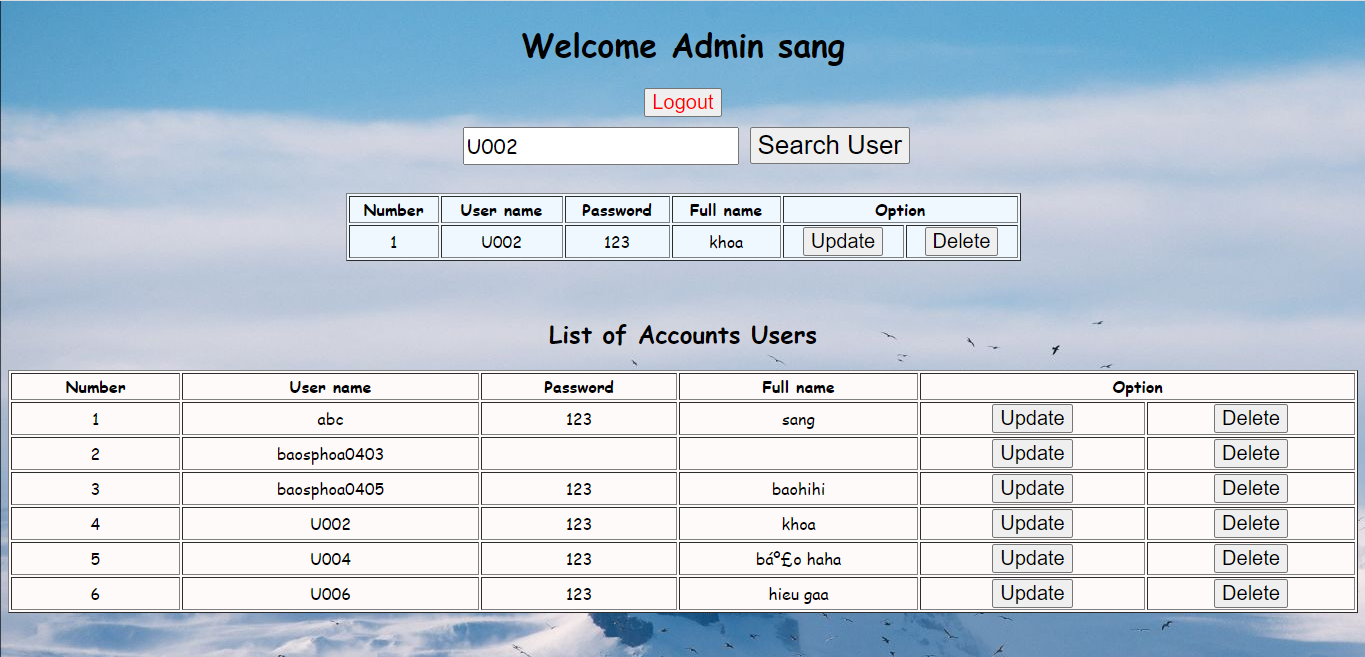 Welcome Admin sang
Logout
U002 Search User
Number User name Password Full name Option
1 U002 123 khoa Update Delete
List of Accounts Users
Number User name Password Full name Option
1 abc 123 sang Update Delete
2 baosphoa0403 Update Delete
3 baosphoa0405 123 baohihi Update Delete
4 U002 123 khoa Update Delete
5 U004 123 báº£o haha Update Delete
6 U006 123 hieu gaa Update Delete